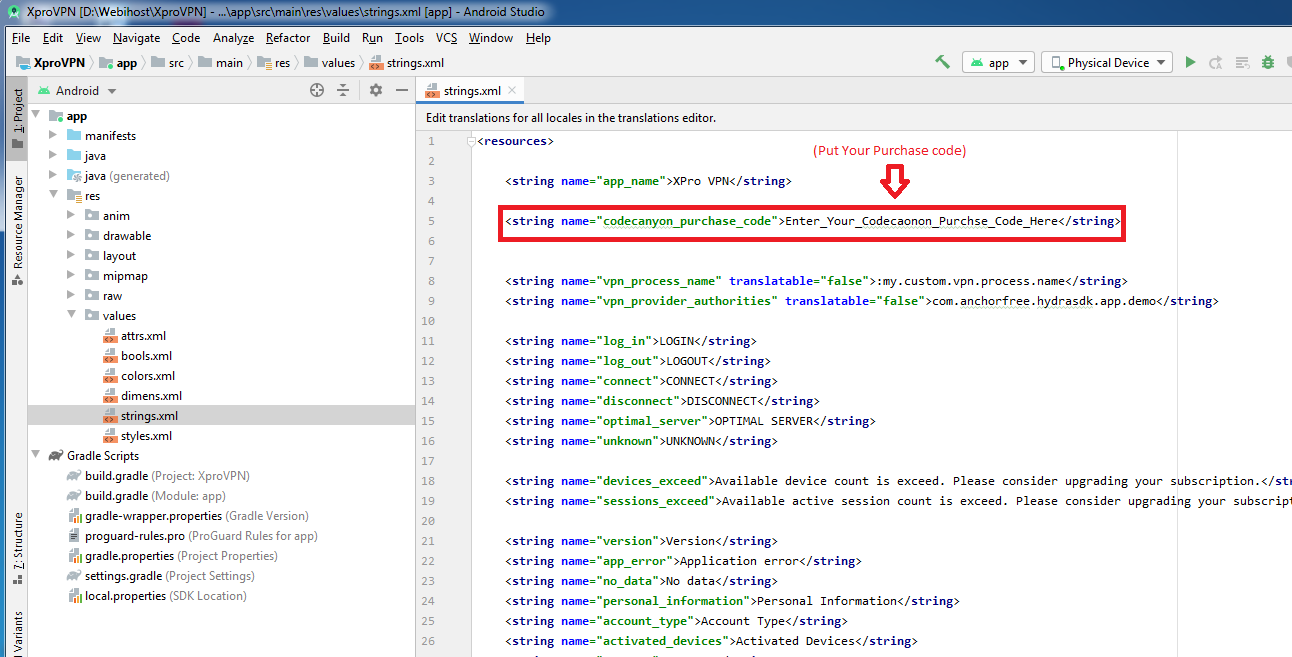 XproVPN [D:\Webihost\XproVPN] - ...\app\src\main\res\values\strings.xml [app] - Android Studio
File Edit View Navigate Code Analyze Refactor Build Run Tools VCS Window Help
XproVPN app src main res values strings.xml app Physical Device
Android
strings.xml
Edit translations for all locales in the translations editor.
1: Project
Resource Manager
7: Structure
Variants
app
manifests
java
java (generated)
res
anim
drawable
layout
mipmap
raw
values
attrs.xml
bools.xml
colors.xml
dimens.xml
strings.xml
styles.xml
Gradle Scripts
build.gradle (Project: XproVPN)
build.gradle (Module: app)
gradle-wrapper.properties (Gradle Version)
proguard-rules.pro (ProGuard Rules for app)
gradle.properties (Project Properties)
settings.gradle (Project Settings)
local.properties (SDK Location)
(Put Your Purchase code)
1 <resources>
2
3 <string name="app_name">XPro VPN</string>
4
5 <string name="codecanyon_purchase_code">Enter_Your_Codecaonon_Purchse_Code_Here</string>
6
7
8 <string name="vpn_process_name" translatable="false">:my.custom.vpn.process.name</string>
9 <string name="vpn_provider_authorities" translatable="false">com.anchorfree.hydrasdk.app.demo</string>
10
11 <string name="log_in">LOGIN</string>
12 <string name="log_out">LOGOUT</string>
13 <string name="connect">CONNECT</string>
14 <string name="disconnect">DISCONNECT</string>
15 <string name="optimal_server">OPTIMAL SERVER</string>
16 <string name="unknown">UNKNOWN</string>
17
18 <string name="devices_exceed">Available device count is exceed. Please consider upgrading your subscription.</str
19 <string name="sessions_exceed">Available active session count is exceed. Please consider upgrading your subscript
20
21 <string name="version">Version</string>
22 <string name="app_error">Application error</string>
23 <string name="no_data">No data</string>
24 <string name="personal_information">Personal Information</string>
25 <string name="account_type">Account Type</string>
26 <string name="activated_devices">Activated Devices</string>